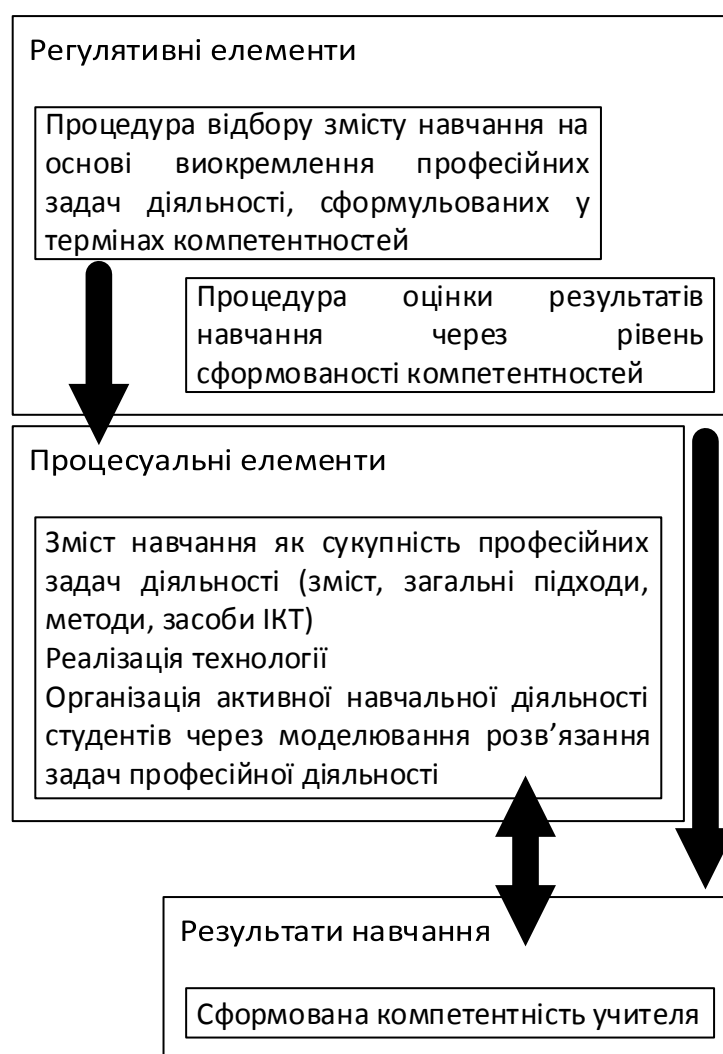 Регулятивні елементи
Процедура відбору змісту навчання на
основі виокремлення професійних
задач діяльності, сформульованих у
термінах компетентностей
Процедура оцінки результатів
навчання через рівень
сформованості компетентностей
Процесуальні елементи
Зміст навчання як сукупність професійних
задач діяльності (зміст, загальні підходи,
методи, засоби ІКТ)
Реалізація технології
Організація активної навчальної діяльності
студентів через моделювання розв’язання
задач професійної діяльності
Результати навчання
Сформована компетентність учителя